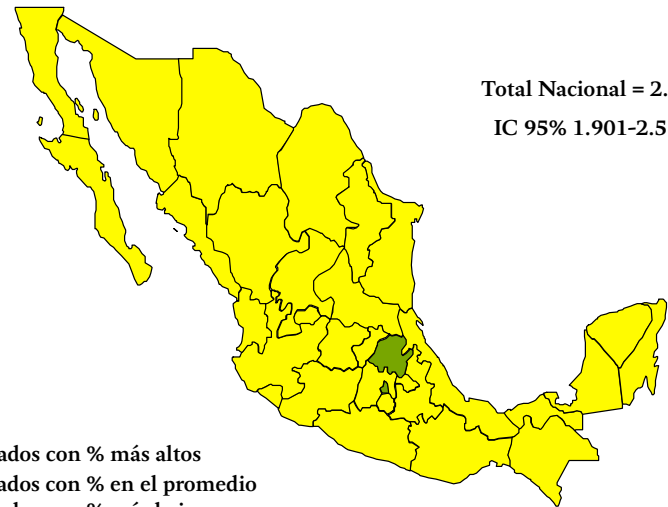 Total Nacional = 2.
IC 95% 1.901-2.5
ados con % más altos
ados con % en el promedio